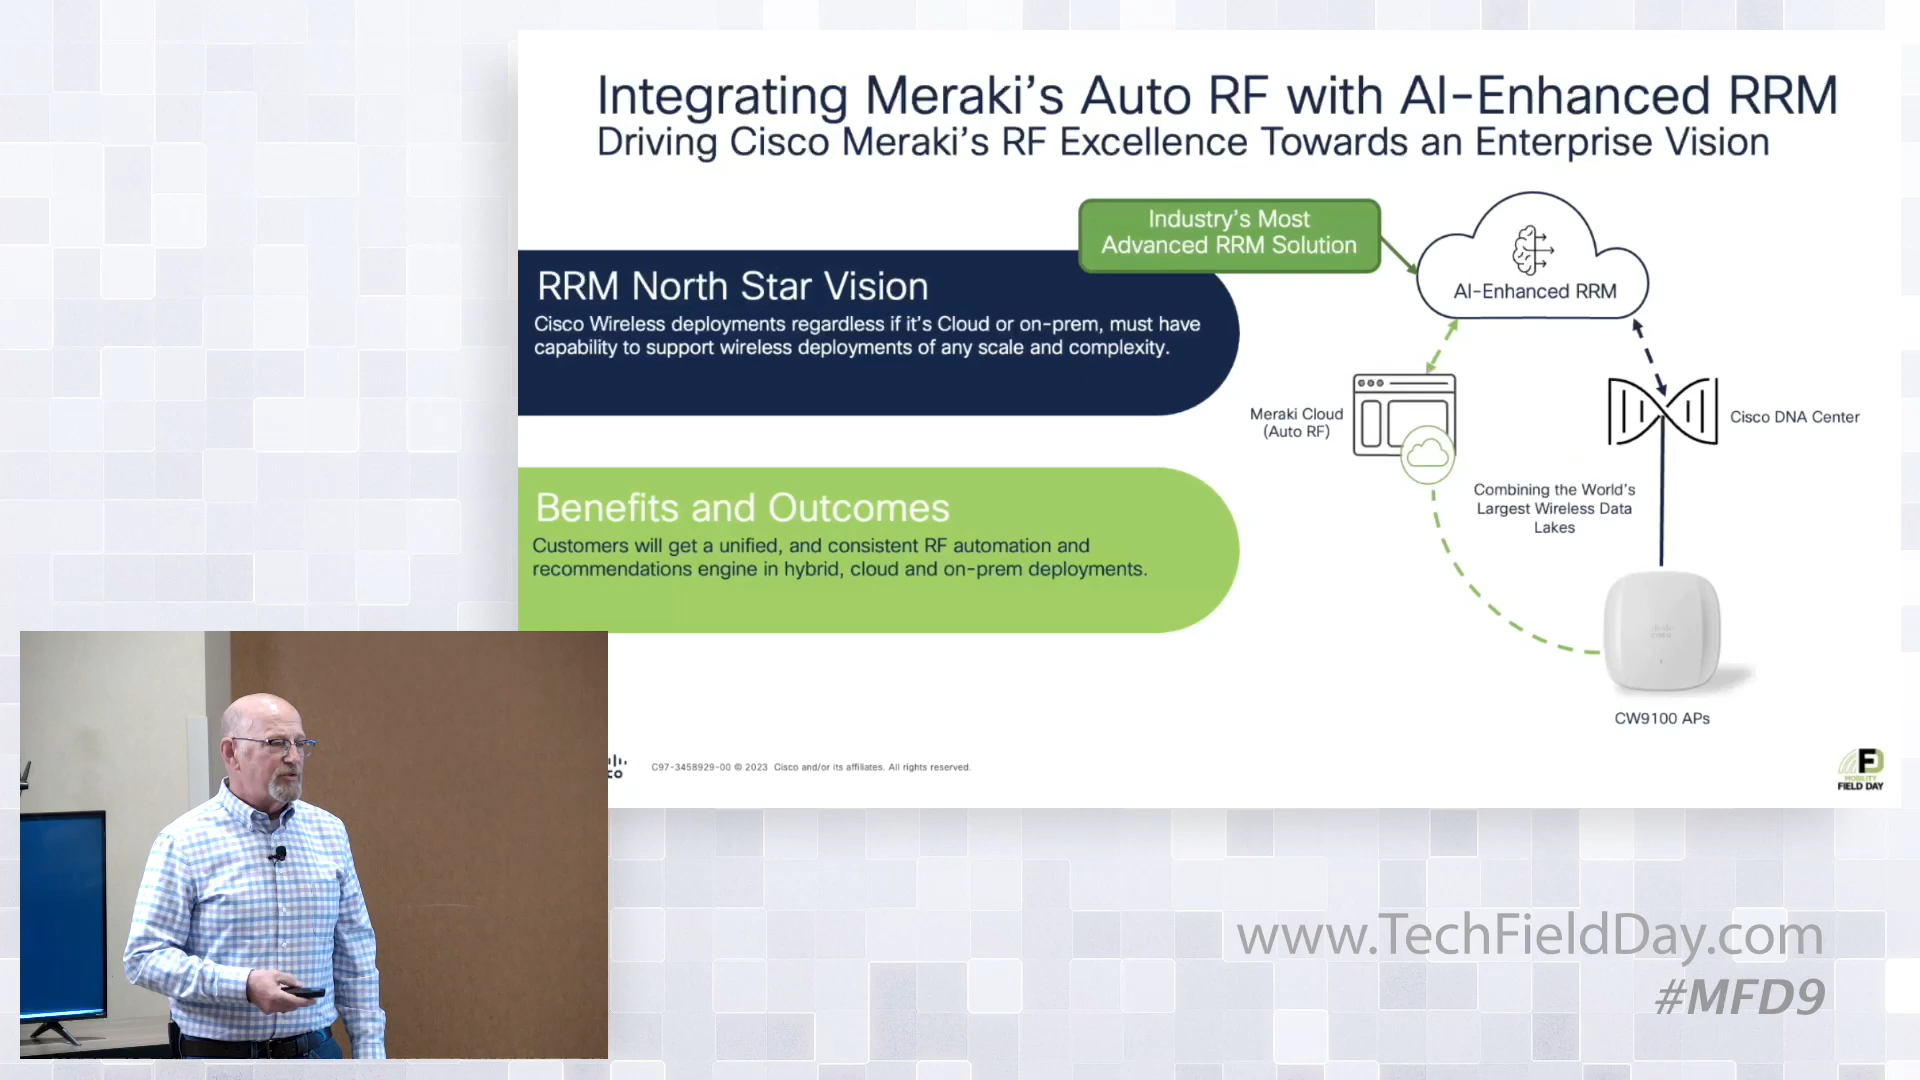 Integrating Meraki's Auto RF with AI-Enhanced RRM
Driving Cisco Meraki's RF Excellence Towards an Enterprise Vision
Industry's Most
Advanced RRM Solution
RRM North Star Vision
Cisco Wireless deployments regardless if it's Cloud or on-prem, must have
capability to support wireless deployments of any scale and complexity.
Benefits and Outcomes
Customers will get a unified, and consistent RF automation and
recommendations engine in hybrid, cloud and on-prem deployments.
AI-Enhanced RRM
Meraki Cloud
(Auto RF)
Cisco DNA Center
Combining the World's
Largest Wireless Data
Lakes
CW9100 APs
C97-3458929-00 © 2023 Cisco and/or its affiliates. All rights reserved.
MOBILITY
FIELD DAY
www.TechFieldDay.com
#MFD9